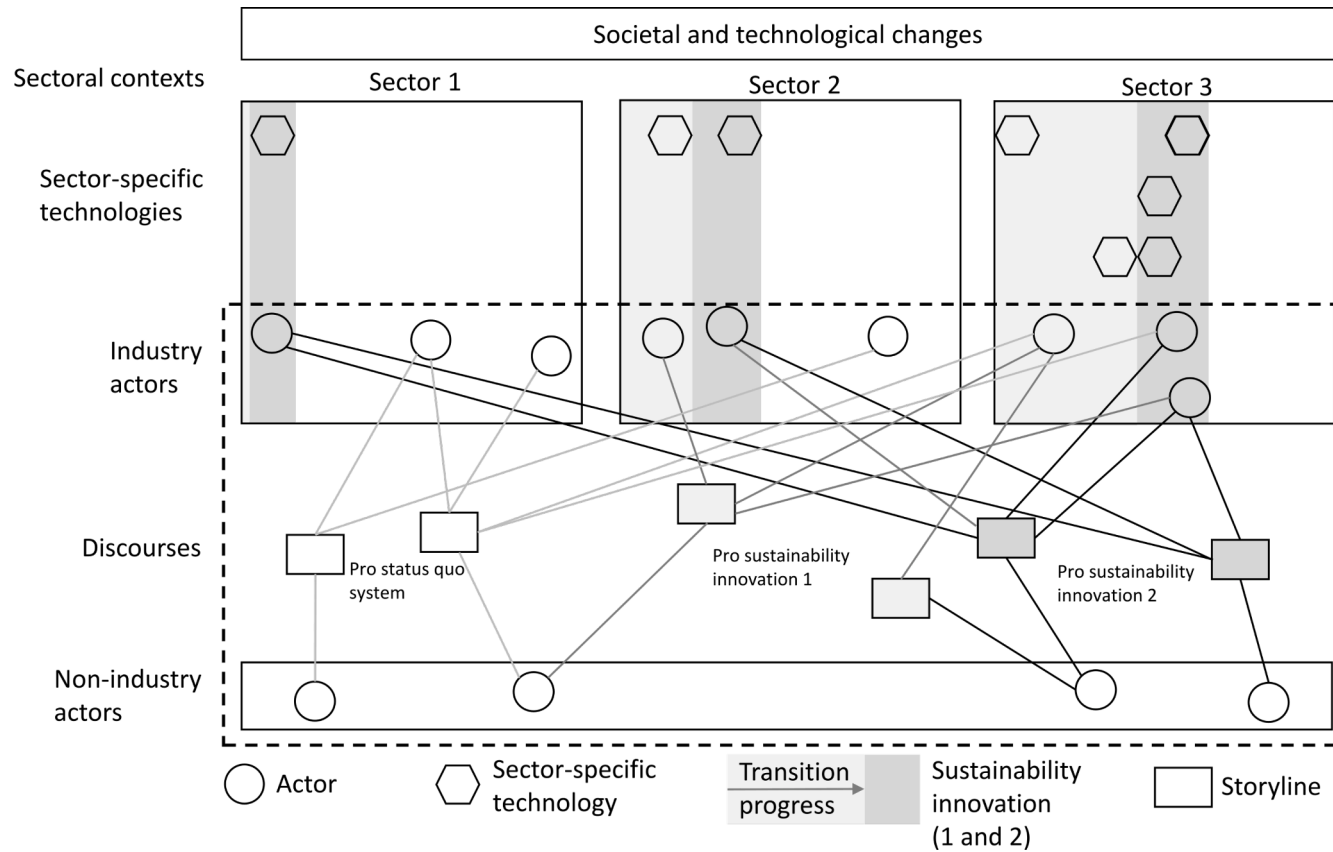 Societal and technological changes
Sectoral contexts
Sector 1
Sector 2
Sector 3
Sector-specific
technologies
Industry
actors
Discourses
Pro status quo
system
Pro sustainability
innovation 1
Pro sustainability
innovation 2
Non-industry
actors
Actor
Sector-specific
technology
Transition
progress
Sustainability
innovation
(1 and 2)
Storyline